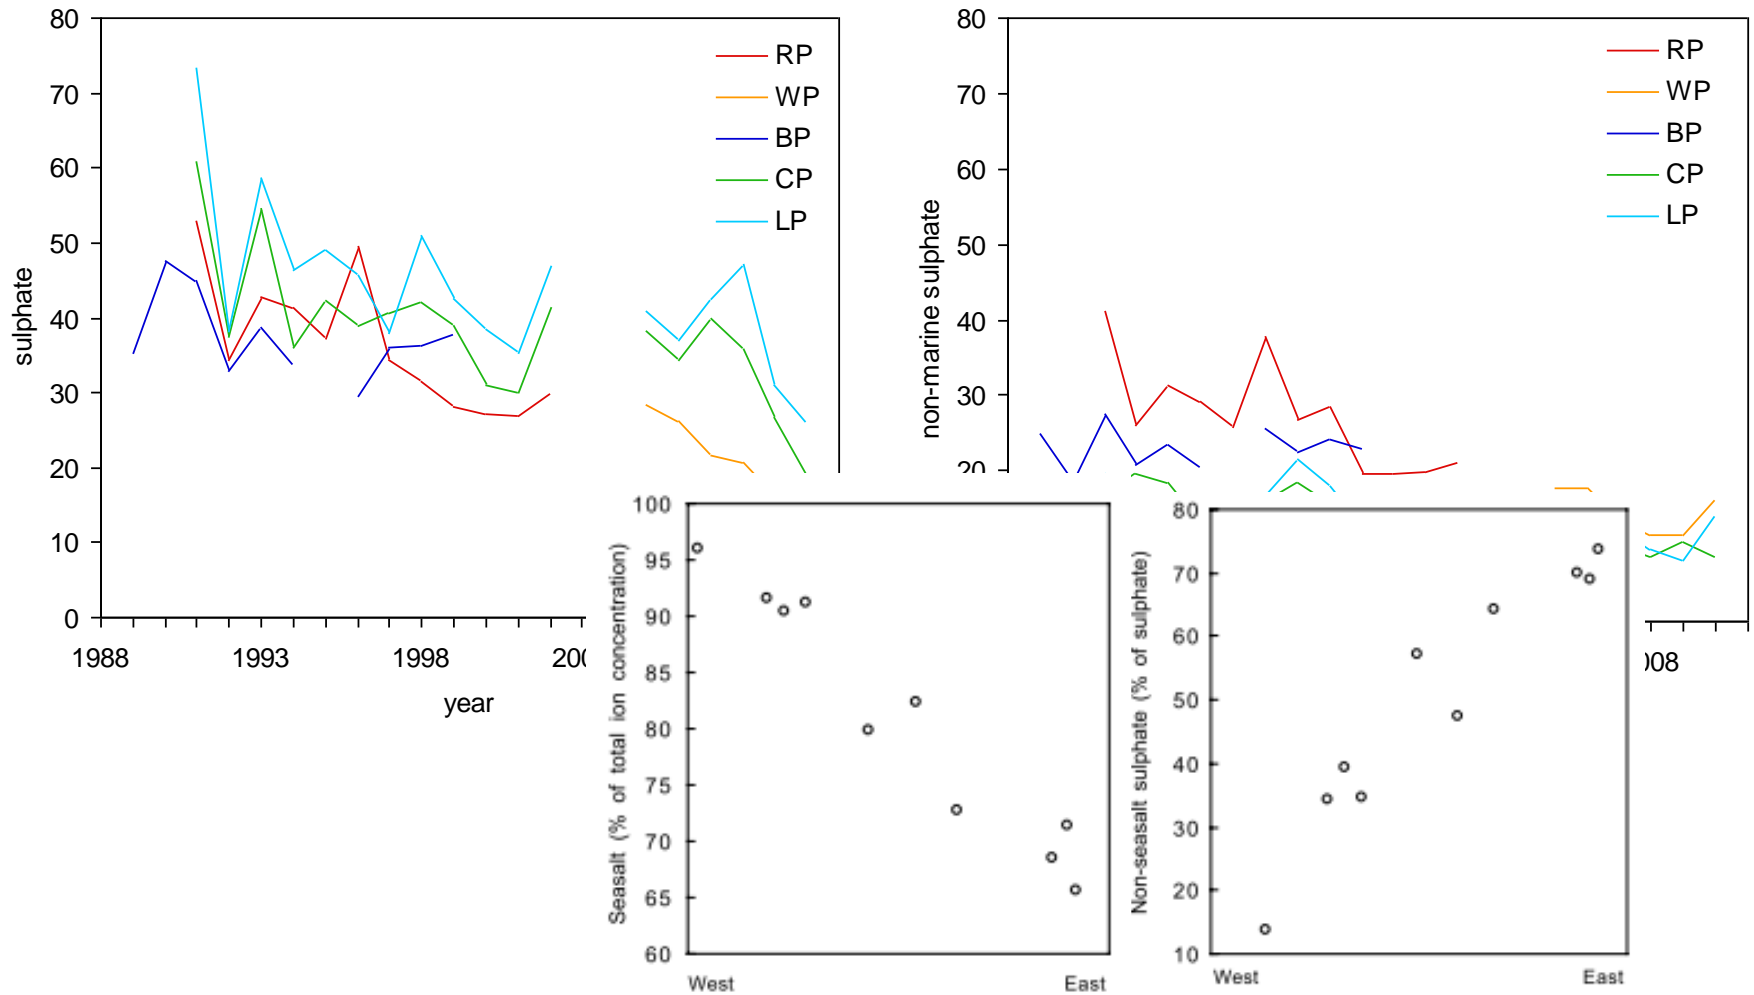 80
70
60
50
40
30
20
10
0
sulphate
1988
1993
1998
year
RP
WP
BP
CP
LP
80
70
60
50
40
30
20
non-marine sulphate
RP
WP
BP
CP
LP
100
95
90
85
80
75
70
65
60
Seasalt (% of total ion concentration)
West
East
80
70
60
50
40
30
20
10
Non-seasalt sulphate (% of sulphate)
West
East